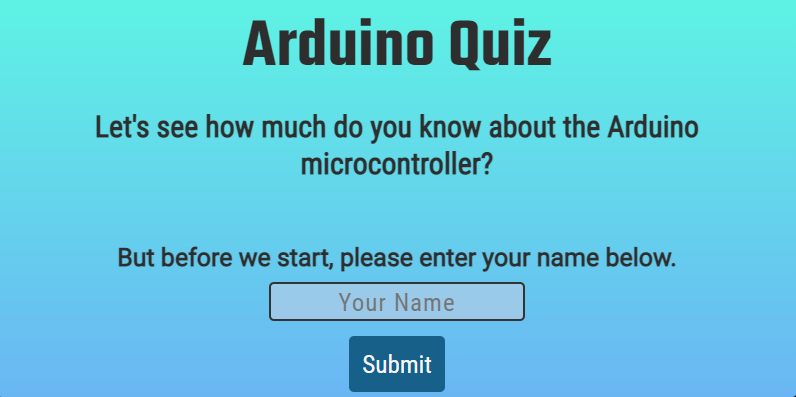 Arduino Quiz
Let's see how much do you know about the Arduino
microcontroller?
But before we start, please enter your name below.
Your Name
Submit